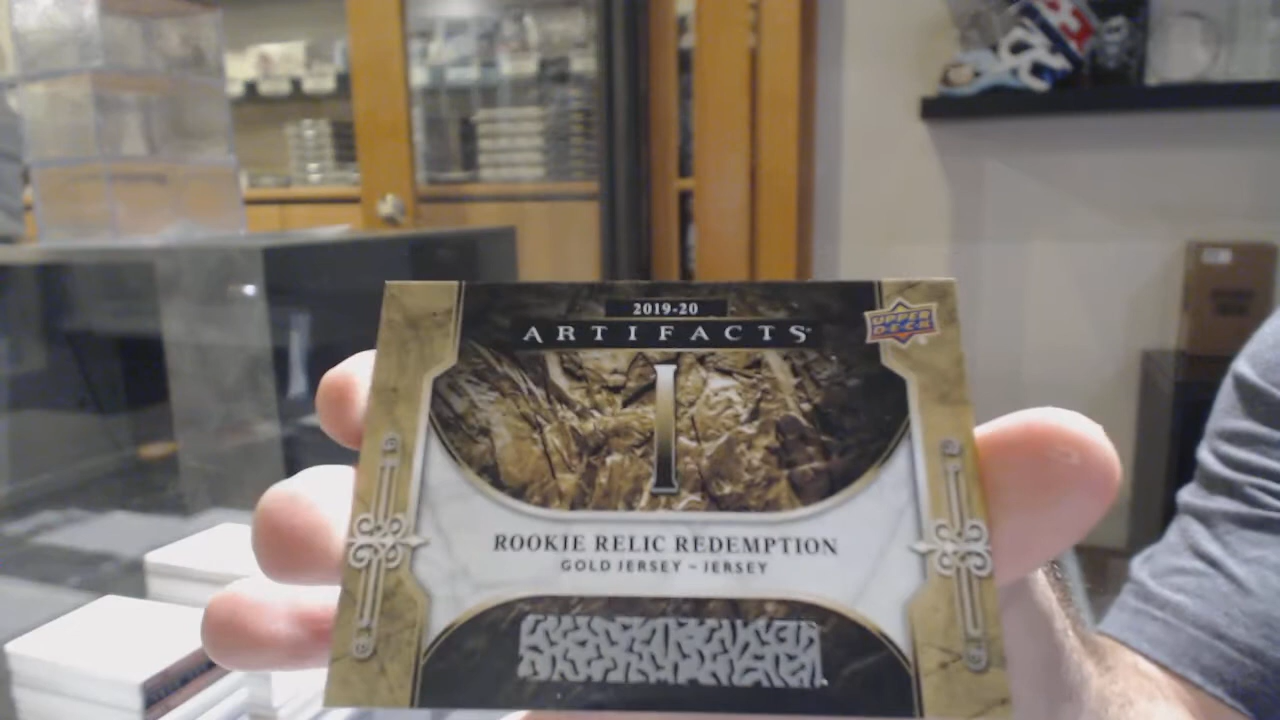 2019-20
ARTIFACTS
UPPER
DECK
I
ROOKIE RELIC REDEMPTION
GOLD JERSEY ~ JERSEY